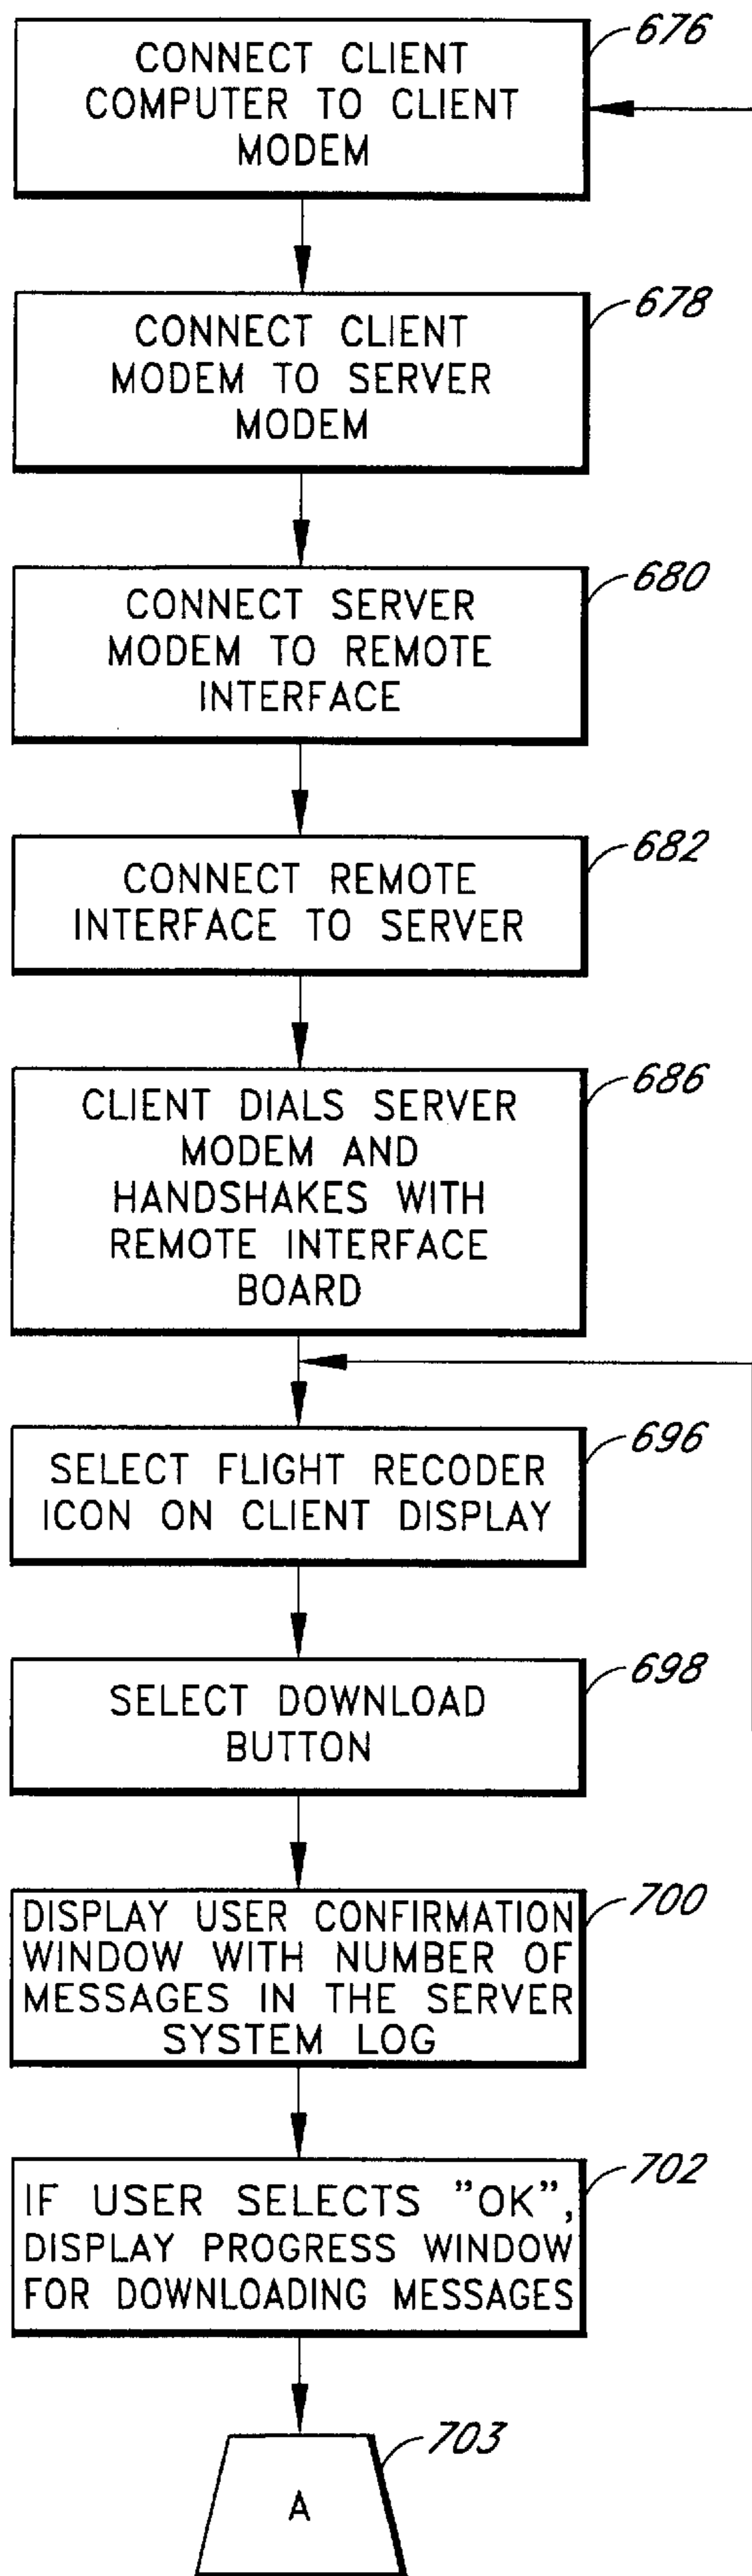 676
CONNECT CLIENT
COMPUTER TO CLIENT
MODEM
678
CONNECT CLIENT
MODEM TO SERVER
MODEM
680
CONNECT SERVER
MODEM TO REMOTE
INTERFACE
682
CONNECT REMOTE
INTERFACE TO SERVER
686
CLIENT DIALS SERVER
MODEM AND
HANDSHAKES WITH
REMOTE INTERFACE
BOARD
696
SELECT FLIGHT RECODER
ICON ON CLIENT DISPLAY
698
SELECT DOWNLOAD
BUTTON
700
DISPLAY USER CONFIRMATION
WINDOW WITH NUMBER OF
MESSAGES IN THE SERVER
SYSTEM LOG
702
IF USER SELECTS "OK",
DISPLAY PROGRESS WINDOW
FOR DOWNLOADING MESSAGES
703
A